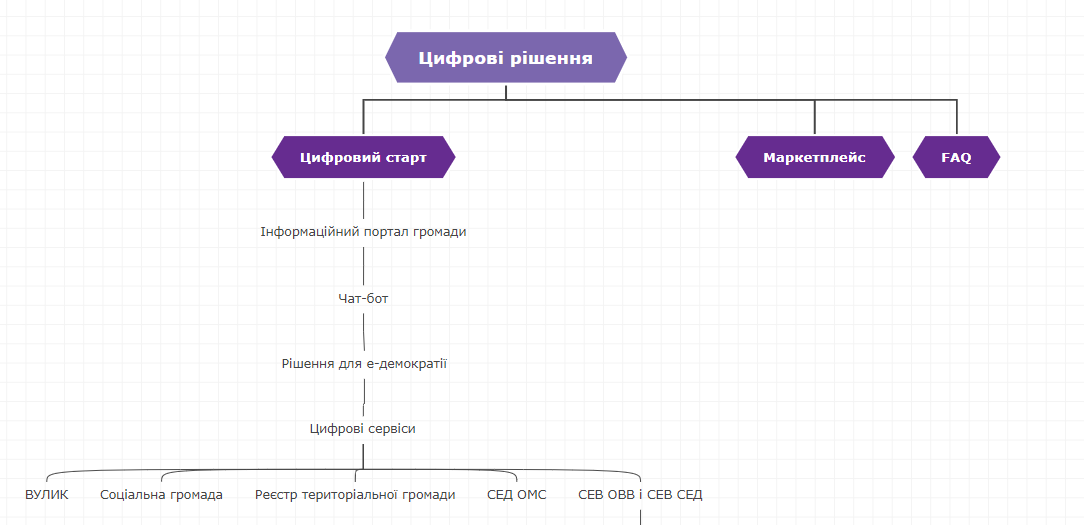 Цифрові рішення
Цифровий старт
Маркетплейс
FAQ
Інформаційний портал громади
Чат-бот
Рішення для е-демократії
Цифрові сервіси
ВУЛИК
Соціальна громада
Реєстр територіальної громади
СЕД ОМС
СЕВ ОВВ і СЕВ СЕД